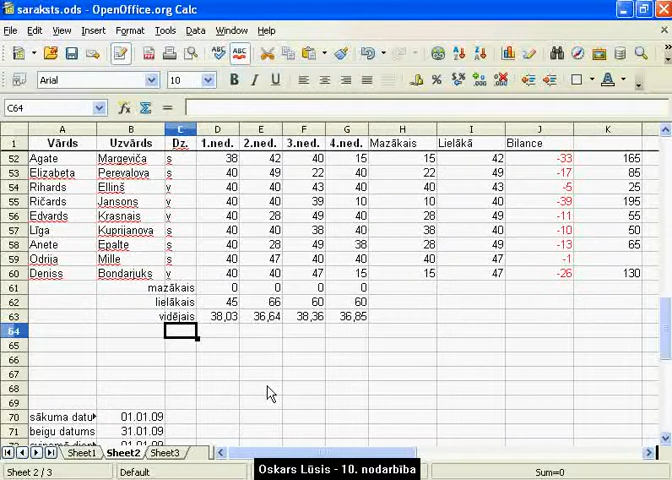 saraksts.ods - OpenOffice.org Calc
File Edit View Insert Format Tools Data Window Help
Arial 10
C64
A B C D E F G H I J K
1 Vārds Uzvārds Dz. 1.ned. 2.ned. 3.ned. 4.ned. Mazākais Lielākā Bilance
52 Agate Margeviča s 38 42 40 15 15 42 -33 165
53 Elizabeta Perevalova s 40 49 40 22 22 49 -17 85
54 Rihards Elliņš v 40 40 43 40 40 43 -5 25
55 Ričards Jansons v 40 40 39 10 10 40 -39 195
56 Edvards Krasnais v 40 28 49 40 28 49 -11 55
57 Līga Kuprijanova s 40 40 38 40 38 40 -10 50
58 Anete Epalte s 40 28 49 38 28 49 -13 65
59 Odrija Mille s 40 47 40 40 40 47 -1
60 Deniss Bondarjuks v 40 40 47 15 15 47 -26 130
61 mazākais 0 0 0 0
62 lielākais 45 66 60 60
63 vidējais 38,03 36,64 38,36 36,85
64
65
66
67
68
69
70 sākuma datu 01.01.09
71 beigu datums 31.01.09
Sheet1 Sheet2 Sheet3
Sheet 2 / 3 Default Sum=0
Oskars Lūsis - 10. nodarbība